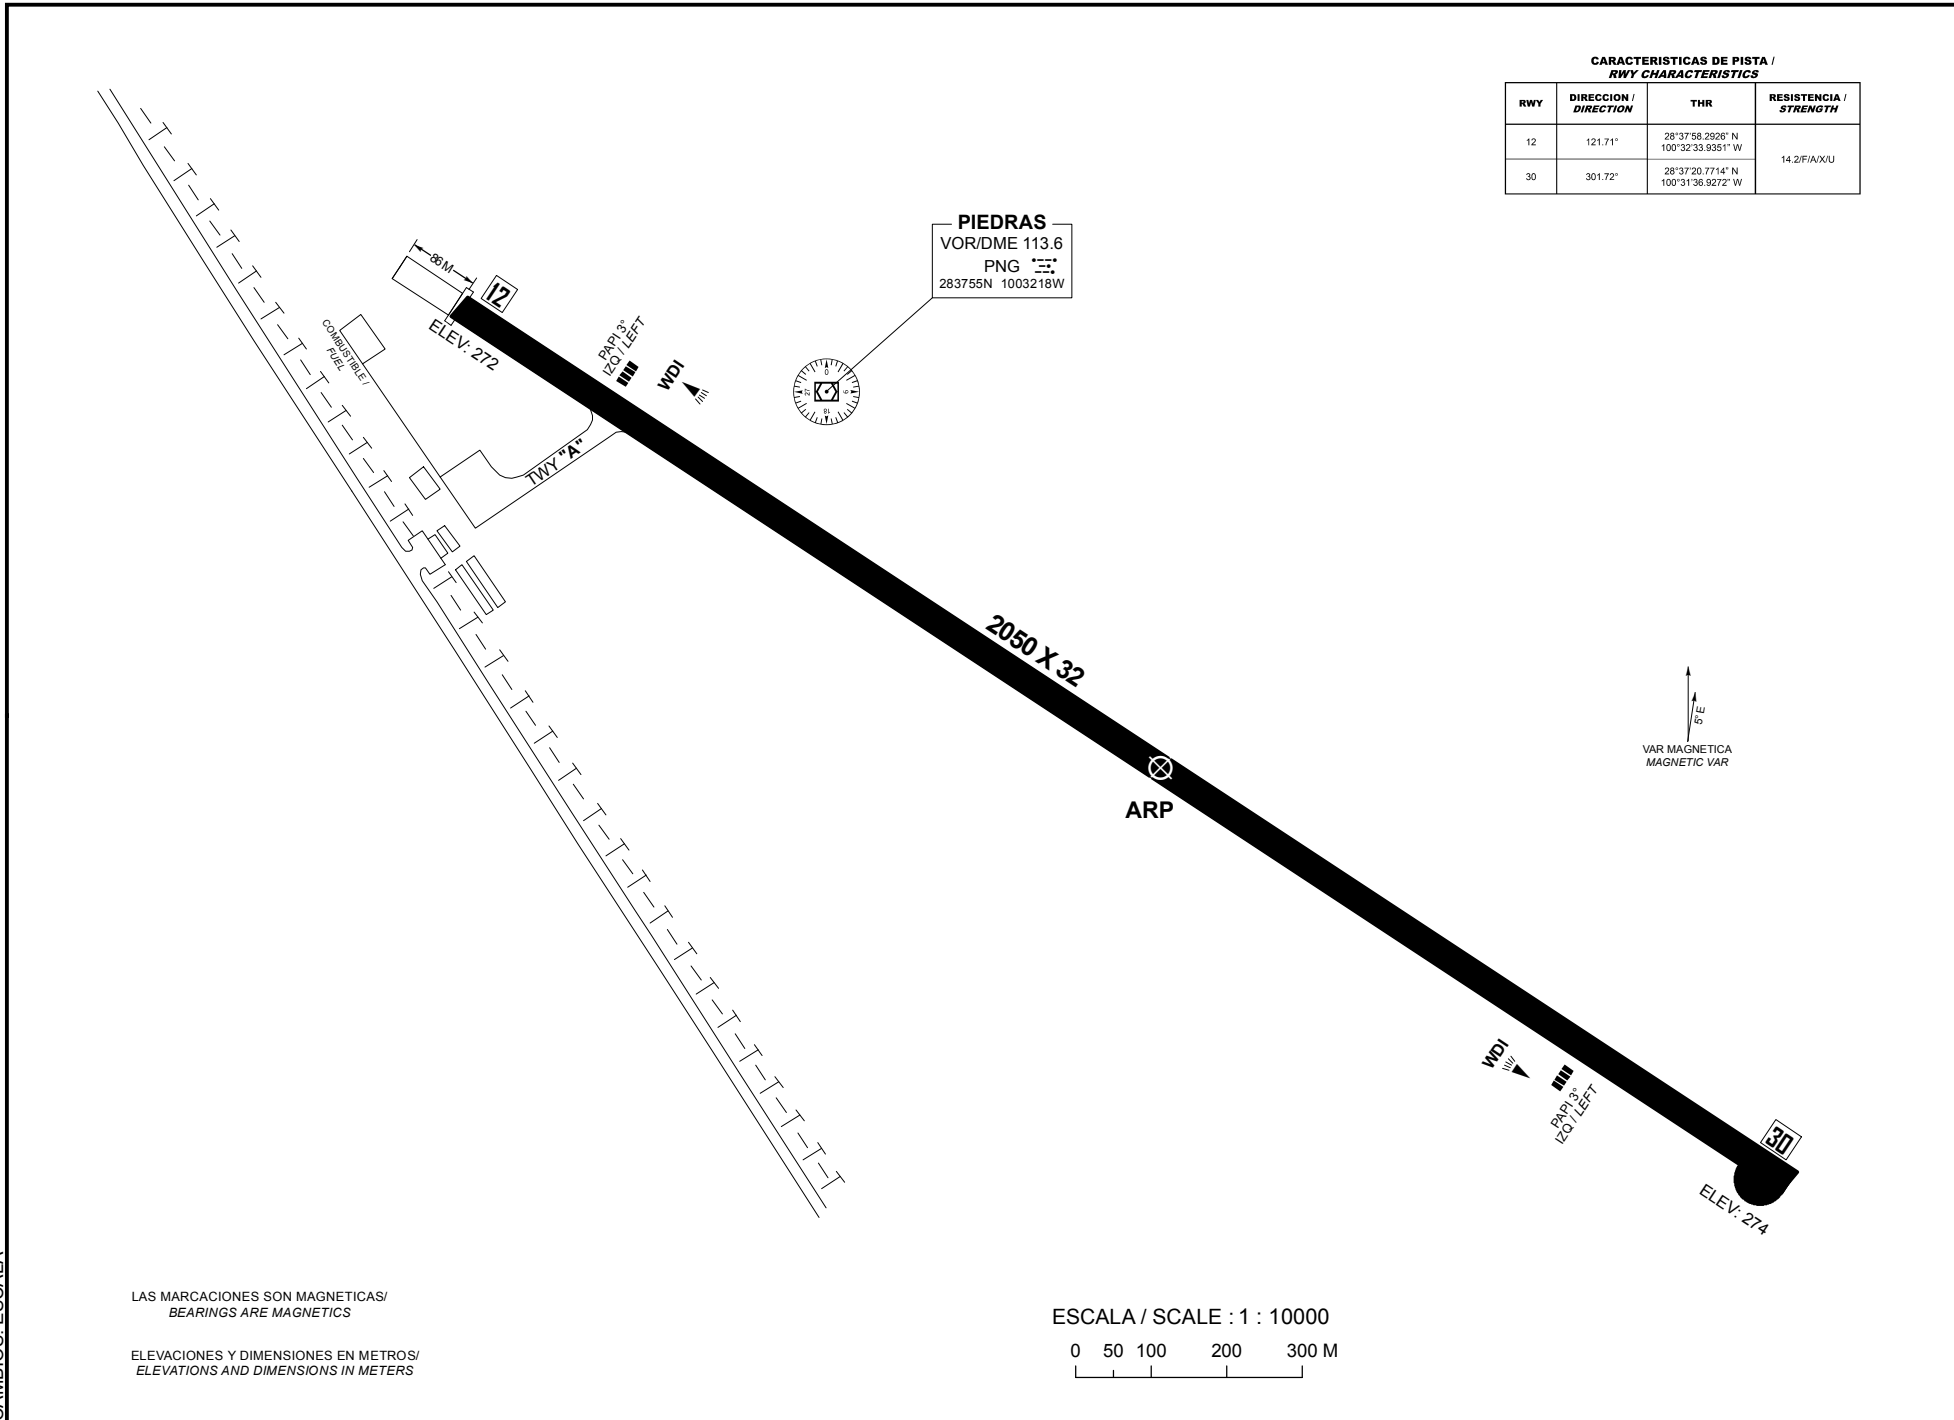 CARACTERISTICAS DE PISTA /
RWY CHARACTERISTICS
RWY
DIRECCION /
DIRECTION
THR
RESISTENCIA /
STRENGTH
12
121.71°
28°37'58.2926" N
100°32'33.9351" W
14.2/F/A/X/U
30
301.72°
28°37'20.7714" N
100°31'36.9272" W
PIEDRAS
VOR/DME 113.6
PNG
283755N 1003218W
86 M
12
ELEV: 272
COMBUSTIBLE /
FUEL
PAPI 3°
IZQ / LEFT
WDI
0
9
18
27
TWY "A"
2050 X 32
ARP
5° E
VAR MAGNETICA
MAGNETIC VAR
WDI
PAPI 3°
IZQ / LEFT
30
ELEV: 274
LAS MARCACIONES SON MAGNETICAS/
BEARINGS ARE MAGNETICS
ELEVACIONES Y DIMENSIONES EN METROS/
ELEVATIONS AND DIMENSIONS IN METERS
ESCALA / SCALE : 1 : 10000
0 50 100 200 300 M